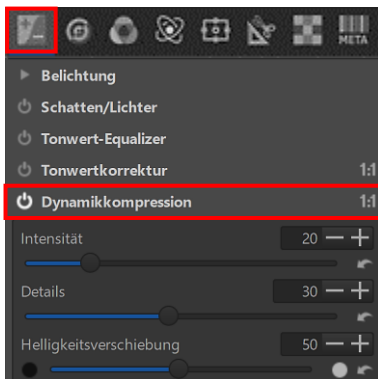 META
Belichtung
Schatten/Lichter
Tonwert-Equalizer
Tonwertkorrektur 1:1
Dynamikkompression 1:1
Intensität 20
Details 30
Helligkeitsverschiebung 50